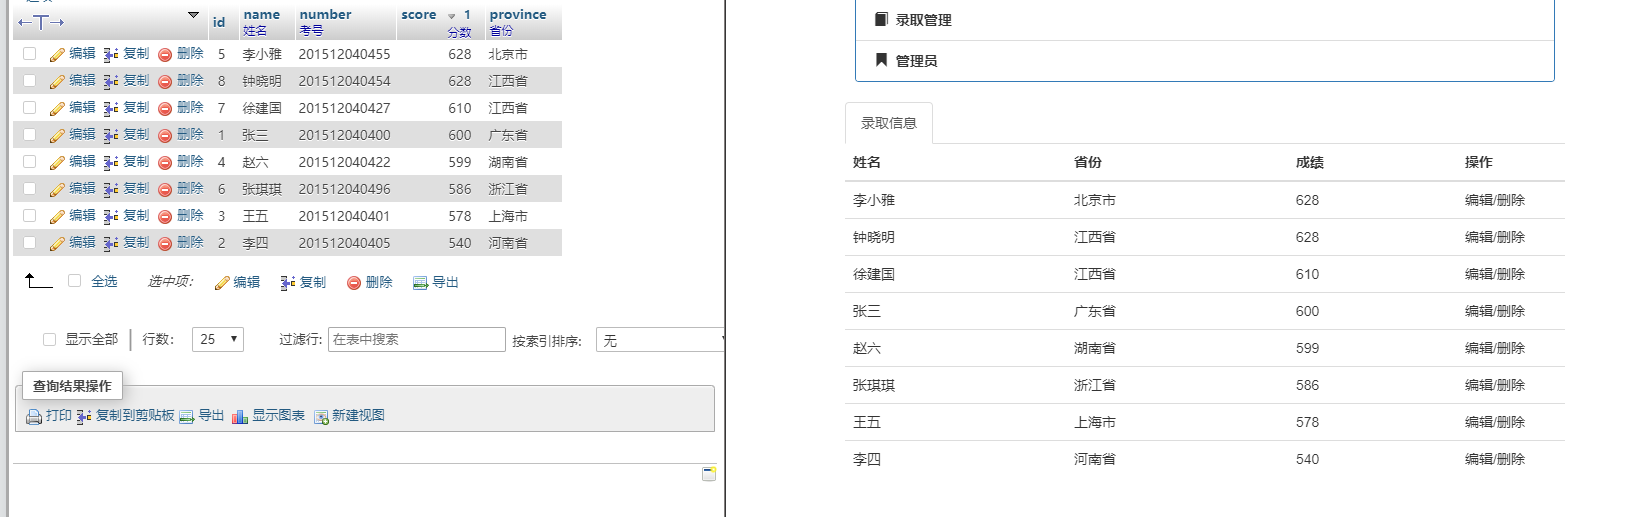 id name number score 1 province
姓名 考号 分数 省份
编辑 复制 删除 5 李小雅 201512040455 628 北京市
编辑 复制 删除 8 钟晓明 201512040454 628 江西省
编辑 复制 删除 7 徐建国 201512040427 610 江西省
编辑 复制 删除 1 张三 201512040400 600 广东省
编辑 复制 删除 4 赵六 201512040422 599 湖南省
编辑 复制 删除 6 张琪琪 201512040496 586 浙江省
编辑 复制 删除 3 王五 201512040401 578 上海市
编辑 复制 删除 2 李四 201512040405 540 河南省
全选 选中项: 编辑 复制 删除 导出
显示全部 行数: 25 过滤行: 在表中搜索 按索引排序: 无
查询结果操作
打印 复制到剪贴板 导出 显示图表 新建视图
录取管理
管理员
录取信息
姓名 省份 成绩 操作
李小雅 北京市 628 编辑/删除
钟晓明 江西省 628 编辑/删除
徐建国 江西省 610 编辑/删除
张三 广东省 600 编辑/删除
赵六 湖南省 599 编辑/删除
张琪琪 浙江省 586 编辑/删除
王五 上海市 578 编辑/删除
李四 河南省 540 编辑/删除